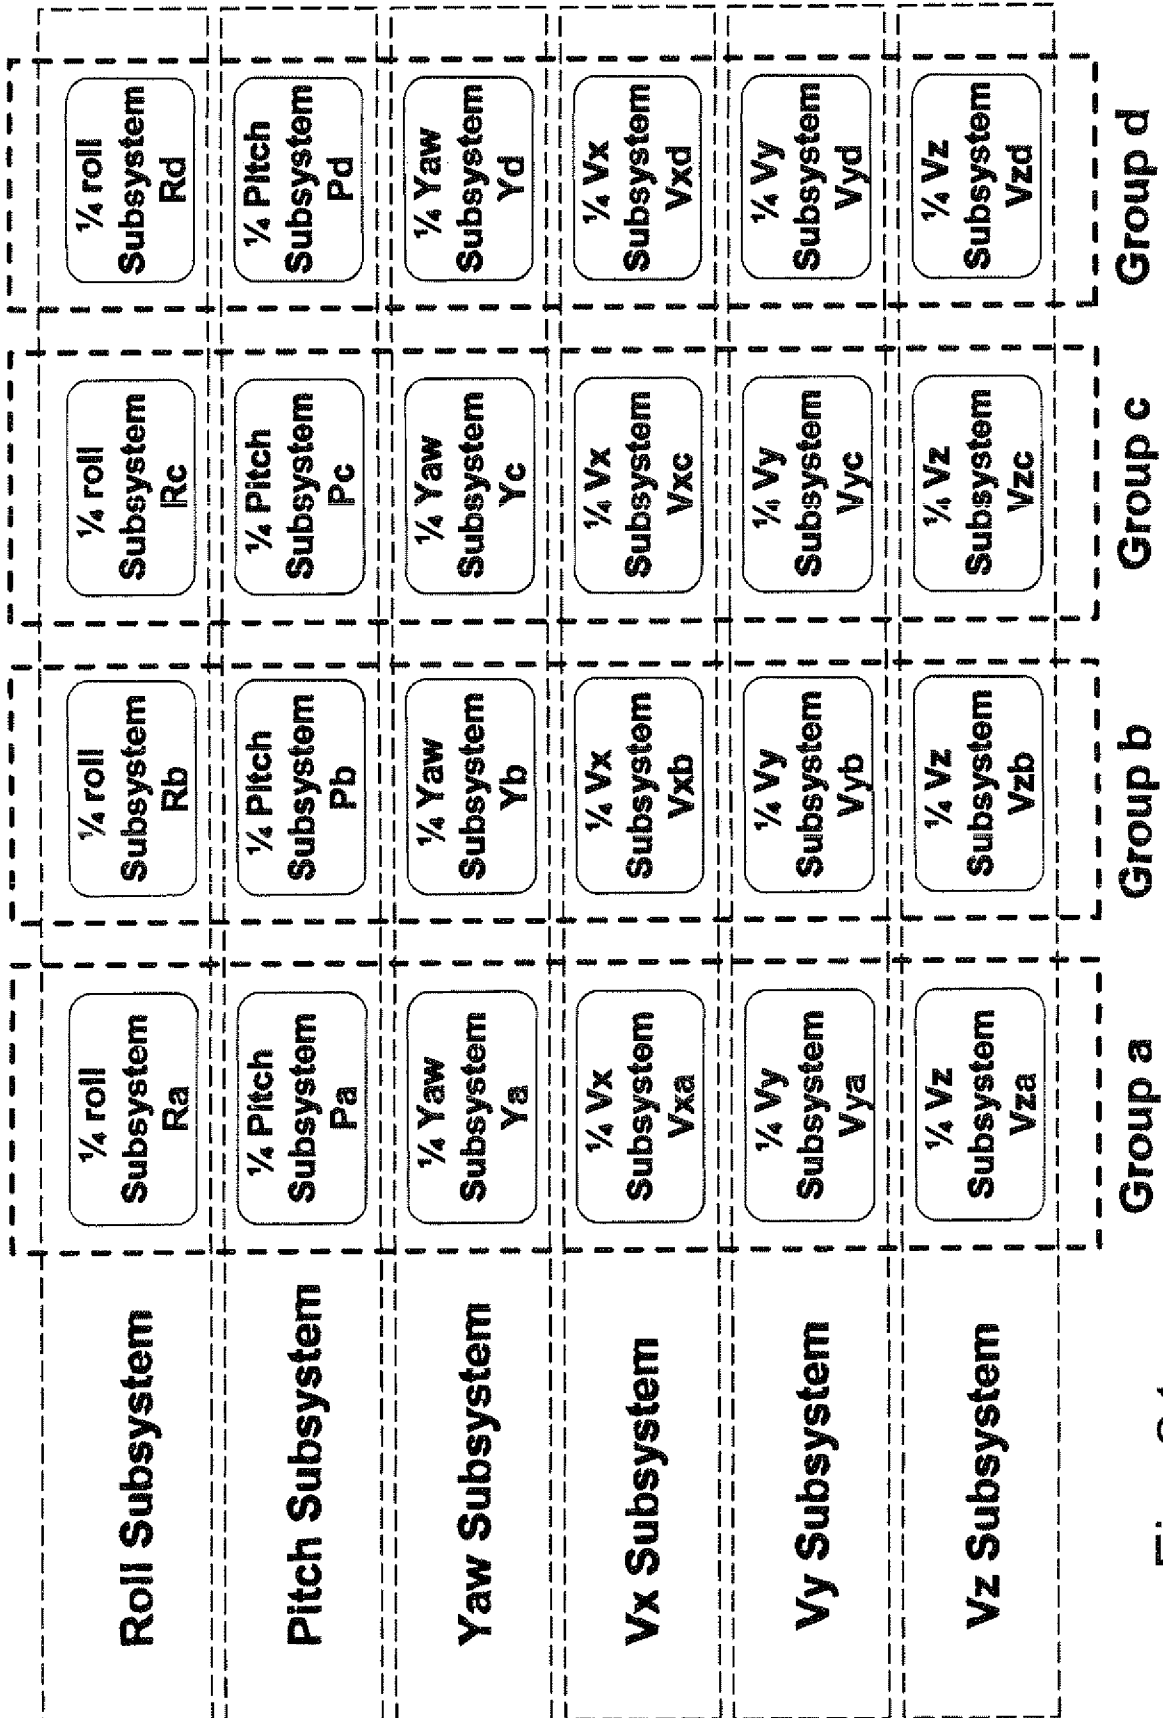 Roll Subsystem
¼ roll
Subsystem
Ra
¼ roll
Subsystem
Rb
¼ roll
Subsystem
Rc
¼ roll
Subsystem
Rd
Pitch Subsystem
¼ Pitch
Subsystem
Pa
¼ Pitch
Subsystem
Pb
¼ Pitch
Subsystem
Pc
¼ Pitch
Subsystem
Pd
Yaw Subsystem
¼ Yaw
Subsystem
Ya
¼ Yaw
Subsystem
Yb
¼ Yaw
Subsystem
Yc
¼ Yaw
Subsystem
Yd
Vx Subsystem
¼ Vx
Subsystem
Vxa
¼ Vx
Subsystem
Vxb
¼ Vx
Subsystem
Vxc
¼ Vx
Subsystem
Vxd
Vy Subsystem
¼ Vy
Subsystem
Vya
¼ Vy
Subsystem
Vyb
¼ Vy
Subsystem
Vyc
¼ Vy
Subsystem
Vyd
Vz Subsystem
¼ Vz
Subsystem
Vza
¼ Vz
Subsystem
Vzb
¼ Vz
Subsystem
Vzc
¼ Vz
Subsystem
Vzd
Group a
Group b
Group c
Group d